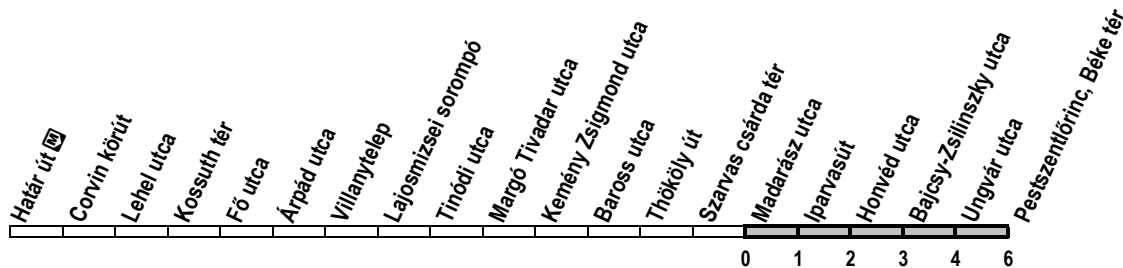 Határ út M
Corvin körút
Lehel utca
Kossuth tér
Fő utca
Árpád utca
Villanytelep
Lajosmizsei sorompó
Tinódi utca
Margó Tivadar utca
Kemény Zsigmond utca
Baross utca
Thököly út
Szarvas csárda tér
Madarász utca
Iparvasút
Honvéd utca
Bajcsy-Zsilinszky utca
Ungvár utca
Pestszentlőrinc, Béke tér
0 1 2 3 4 6